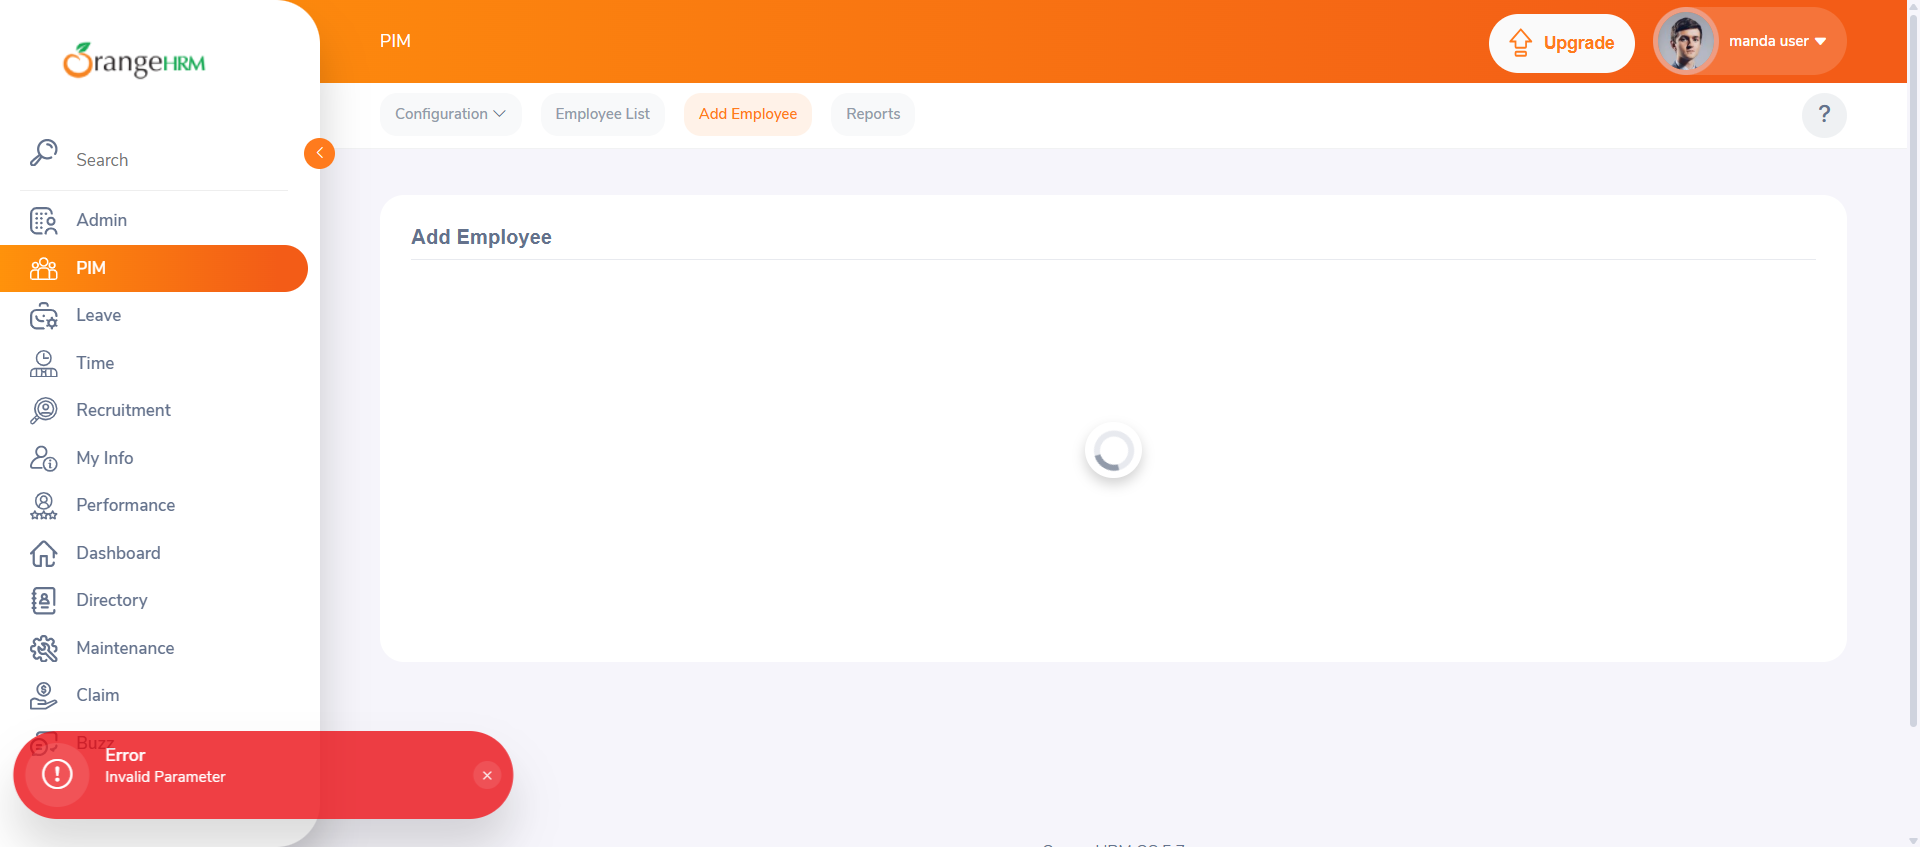 OrangeHRM
PIM
Upgrade
manda user
Configuration
Employee List
Add Employee
Reports
?
Search
Admin
PIM
Leave
Time
Recruitment
My Info
Performance
Dashboard
Directory
Maintenance
Claim
Buzz
Add Employee
Error
Invalid Parameter